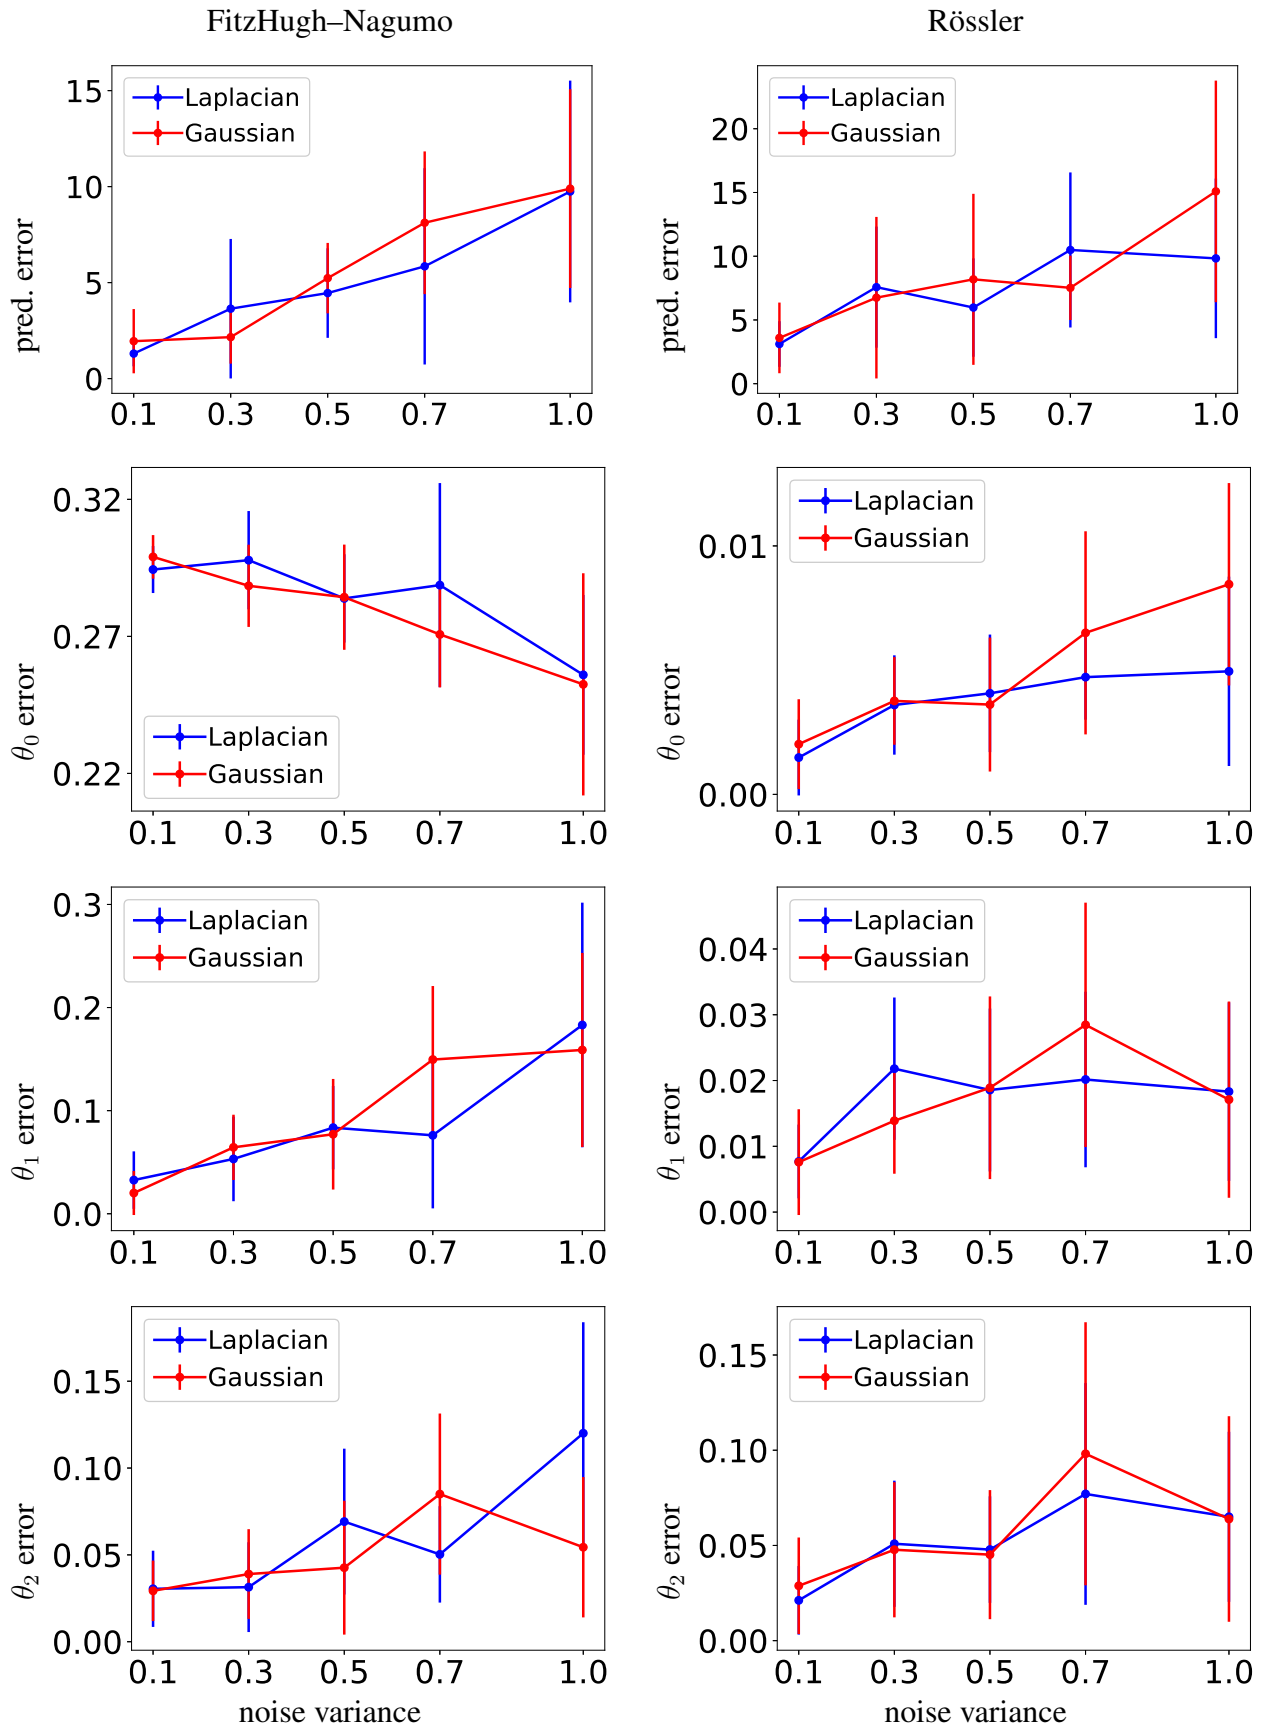 FitzHugh–Nagumo
Rössler
15
10
5
0
pred. error
Laplacian
Gaussian
0.1 0.3 0.5 0.7 1.0
20
15
10
5
0
pred. error
Laplacian
Gaussian
0.1 0.3 0.5 0.7 1.0
0.32
0.27
0.22
θ0 error
Laplacian
Gaussian
0.1 0.3 0.5 0.7 1.0
0.01
0.00
θ0 error
Laplacian
Gaussian
0.1 0.3 0.5 0.7 1.0
0.3
0.2
0.1
0.0
θ1 error
Laplacian
Gaussian
0.1 0.3 0.5 0.7 1.0
0.04
0.03
0.02
0.01
0.00
θ1 error
Laplacian
Gaussian
0.1 0.3 0.5 0.7 1.0
0.15
0.10
0.05
0.00
θ2 error
Laplacian
Gaussian
0.1 0.3 0.5 0.7 1.0
noise variance
0.15
0.10
0.05
0.00
θ2 error
Laplacian
Gaussian
0.1 0.3 0.5 0.7 1.0
noise variance